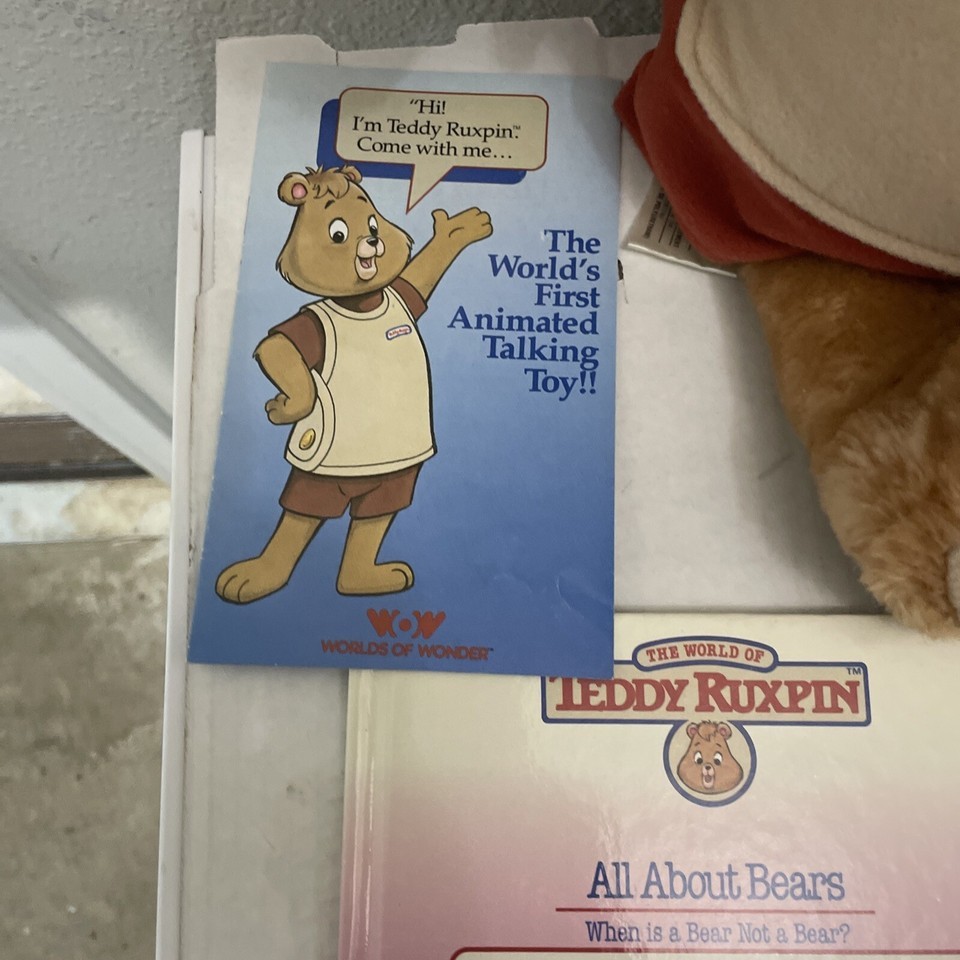 “Hi!
I'm Teddy Ruxpin.™
Come with me...
The
World's
First
Animated
Talking
Toy!!
WOW
WORLDS OF WONDER™
THE WORLD OF
TEDDY RUXPIN™
All About Bears
When is a Bear Not a Bear?